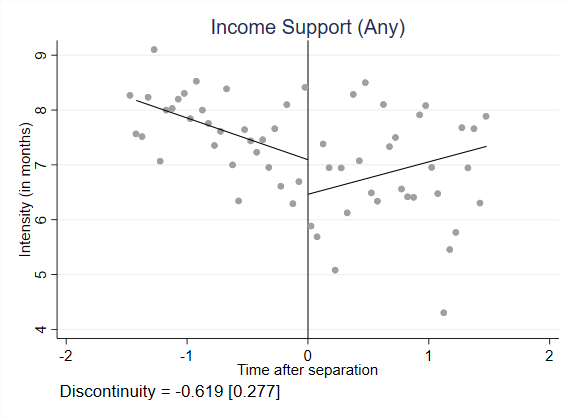 Income Support (Any)
Intensity (in months)
9
8
7
6
5
4
-2
-1
0
1
2
Time after separation
Discontinuity = -0.619 [0.277]